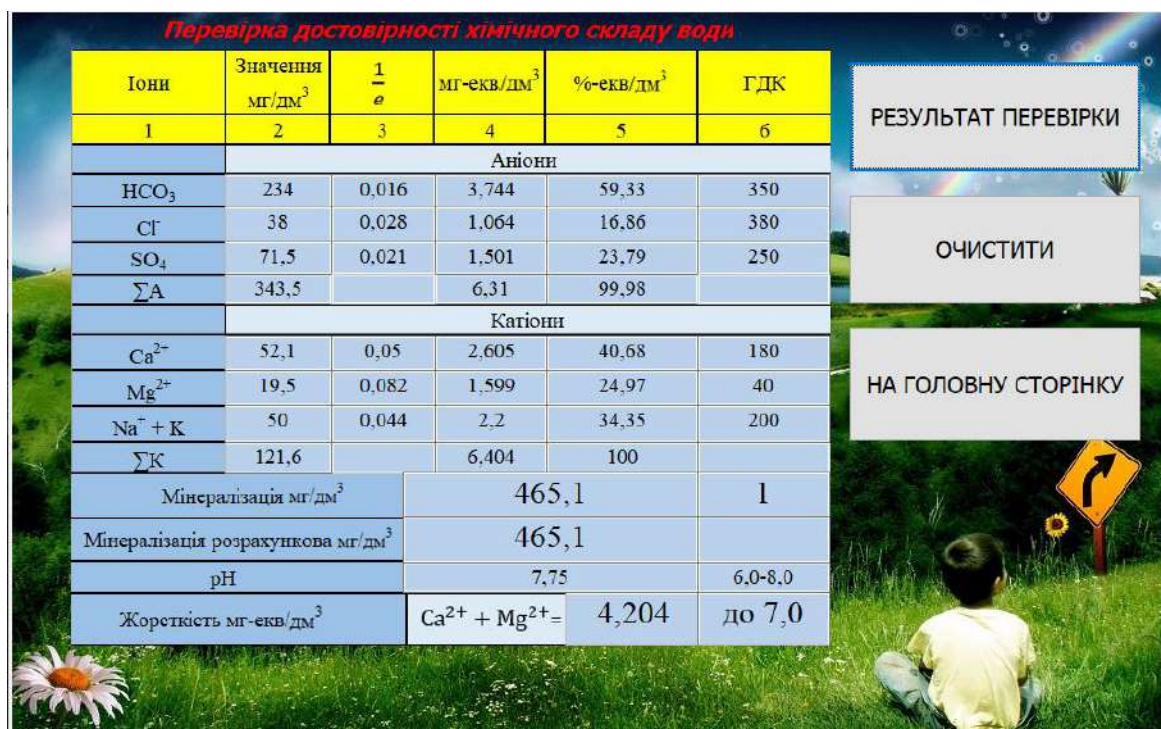 Перевірка достовірності хімічного складу води
Іони Значення мг/дм³ 1/e мг-екв/дм³ %-екв/дм³ ГДК
1 2 3 4 5 6
Аніони
HCO₃ 234 0,016 3,744 59,33 350
Cl⁻ 38 0,028 1,064 16,86 380
SO₄ 71,5 0,021 1,501 23,79 250
∑А 343,5 6,31 99,98
Катіони
Ca²⁺ 52,1 0,05 2,605 40,68 180
Mg²⁺ 19,5 0,082 1,599 24,97 40
Na⁺ + K 50 0,044 2,2 34,35 200
∑К 121,6 6,404 100
Мінералізація мг/дм³ 465,1 1
Мінералізація розрахункова мг/дм³ 465,1
pH 7,75 6,0-8,0
Жорсткість мг-екв/дм³ Ca²⁺ + Mg²⁺= 4,204 до 7,0
РЕЗУЛЬТАТ ПЕРЕВІРКИ
ОЧИСТИТИ
НА ГОЛОВНУ СТОРІНКУ